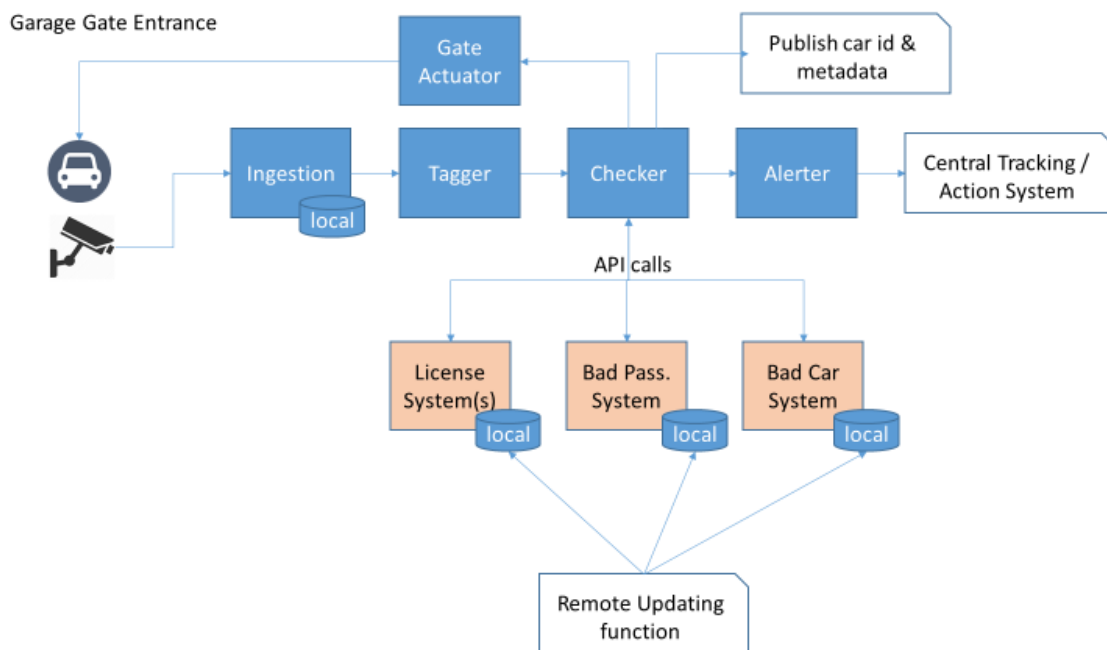 Garage Gate Entrance
Gate
Actuator
Publish car id &
metadata
Ingestion
local
Tagger
Checker
Alerter
Central Tracking /
Action System
API calls
License
System(s)
local
Bad Pass.
System
local
Bad Car
System
local
Remote Updating
function